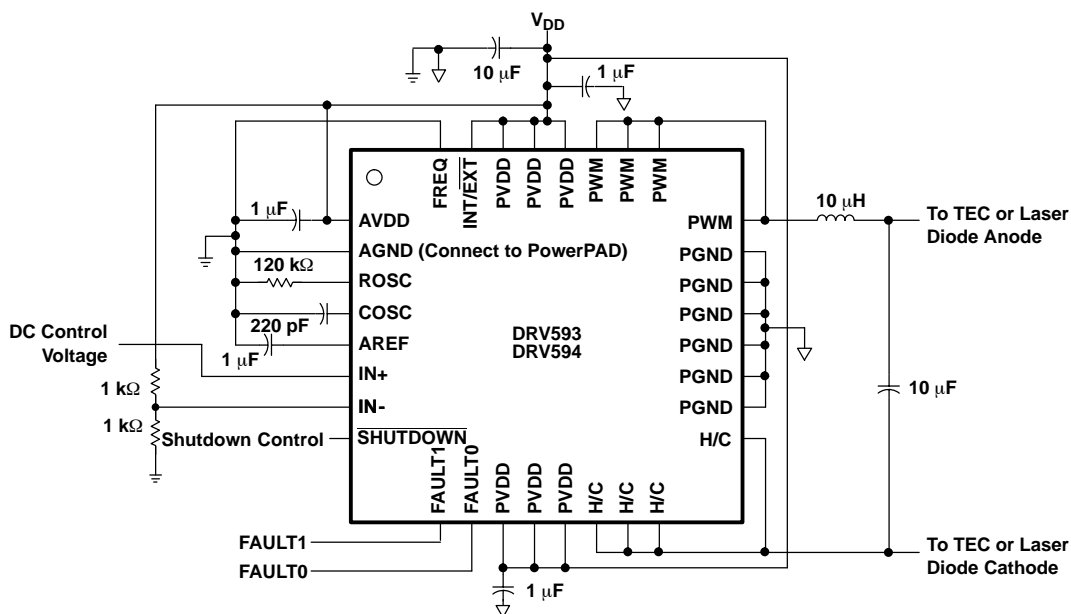 V_DD
10 μF
1 μF
FREQ
INT/EXT
PVDD
PVDD
PVDD
PWM
PWM
PWM
1 μF
AVDD
AGND (Connect to PowerPAD)
120 kΩ
ROSC
COSC
220 pF
AREF
1 μF
DC Control
Voltage
IN+
1 kΩ
IN-
1 kΩ
Shutdown Control
SHUTDOWN
DRV593
DRV594
PWM
PGND
PGND
PGND
PGND
PGND
PGND
H/C
10 μH
To TEC or Laser
Diode Anode
10 μF
FAULT1
FAULT0
PVDD
PVDD
PVDD
H/C
H/C
H/C
FAULT1
FAULT0
1 μF
To TEC or Laser
Diode Cathode